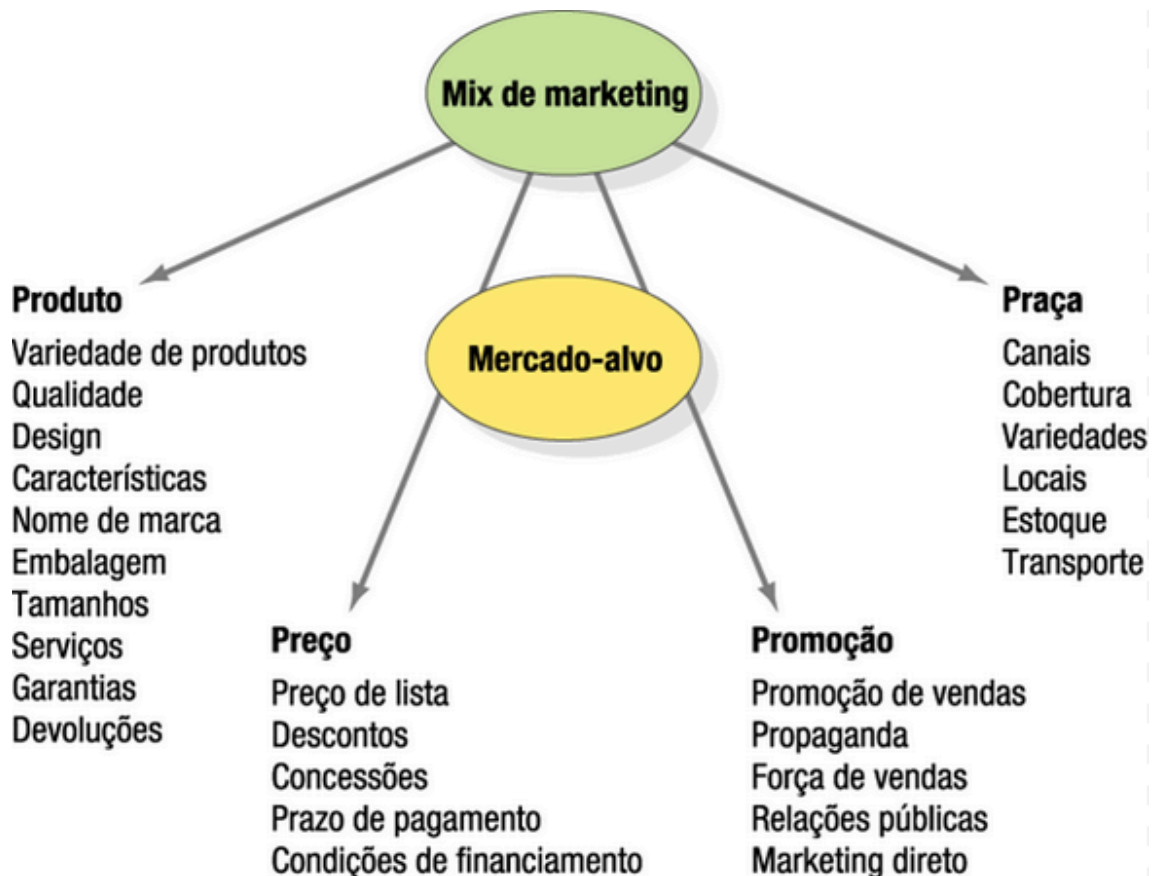 Mix de marketing
Mercado-alvo
Produto
Variedade de produtos
Qualidade
Design
Características
Nome de marca
Embalagem
Tamanhos
Serviços
Garantias
Devoluções
Preço
Preço de lista
Descontos
Concessões
Prazo de pagamento
Condições de financiamento
Promoção
Promoção de vendas
Propaganda
Força de vendas
Relações públicas
Marketing direto
Praça
Canais
Cobertura
Variedades
Locais
Estoque
Transporte